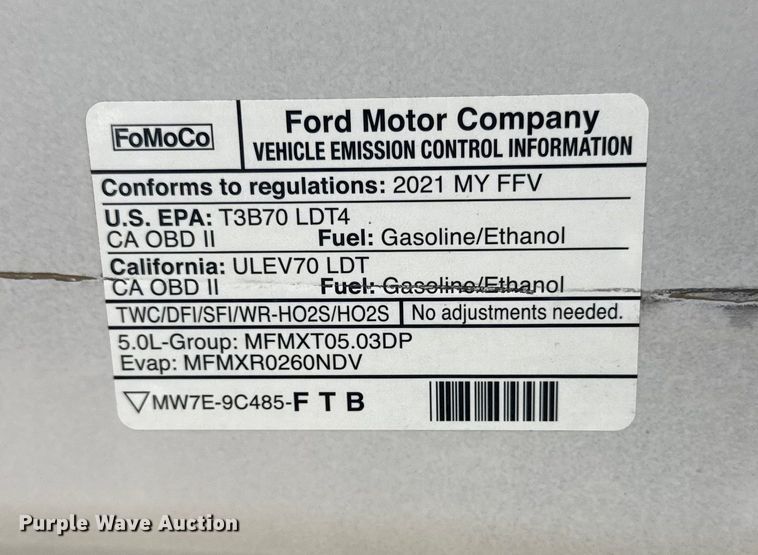 FoMoCo
Ford Motor Company
VEHICLE EMISSION CONTROL INFORMATION
Conforms to regulations: 2021 MY FFV
U.S. EPA: T3B70 LDT4
CA OBD II Fuel: Gasoline/Ethanol
California: ULEV70 LDT
CA OBD II Fuel: Gasoline/Ethanol
TWC/DFI/SFI/WR-HO2S/HO2S No adjustments needed.
5.0L-Group: MFMXT05.03DP
Evap: MFMXR0260NDV
MW7E-9C485-F T B
Purple Wave Auction